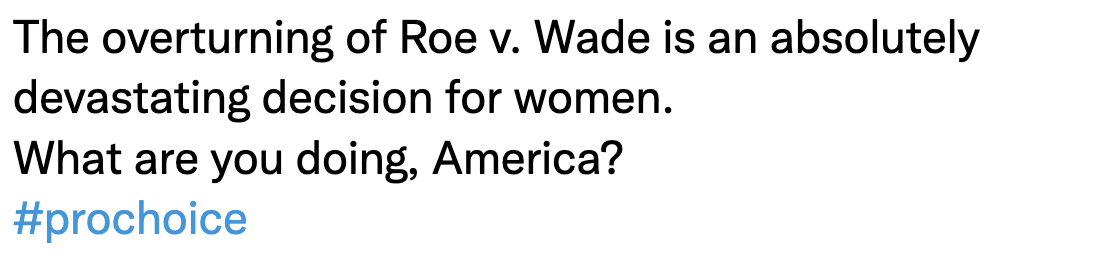 The overturning of Roe v. Wade is an absolutely
devastating decision for women.
What are you doing, America?
#prochoice